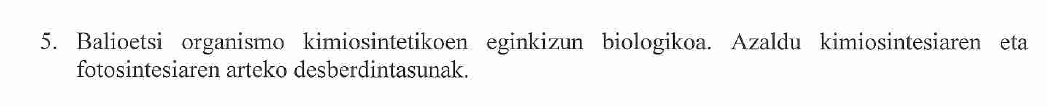 5. Balioetsi organismo kimiosintetikoen eginkizun biologikoa. Azaldu kimiosintesiaren eta
fotosintesiaren arteko desberdintasunak.